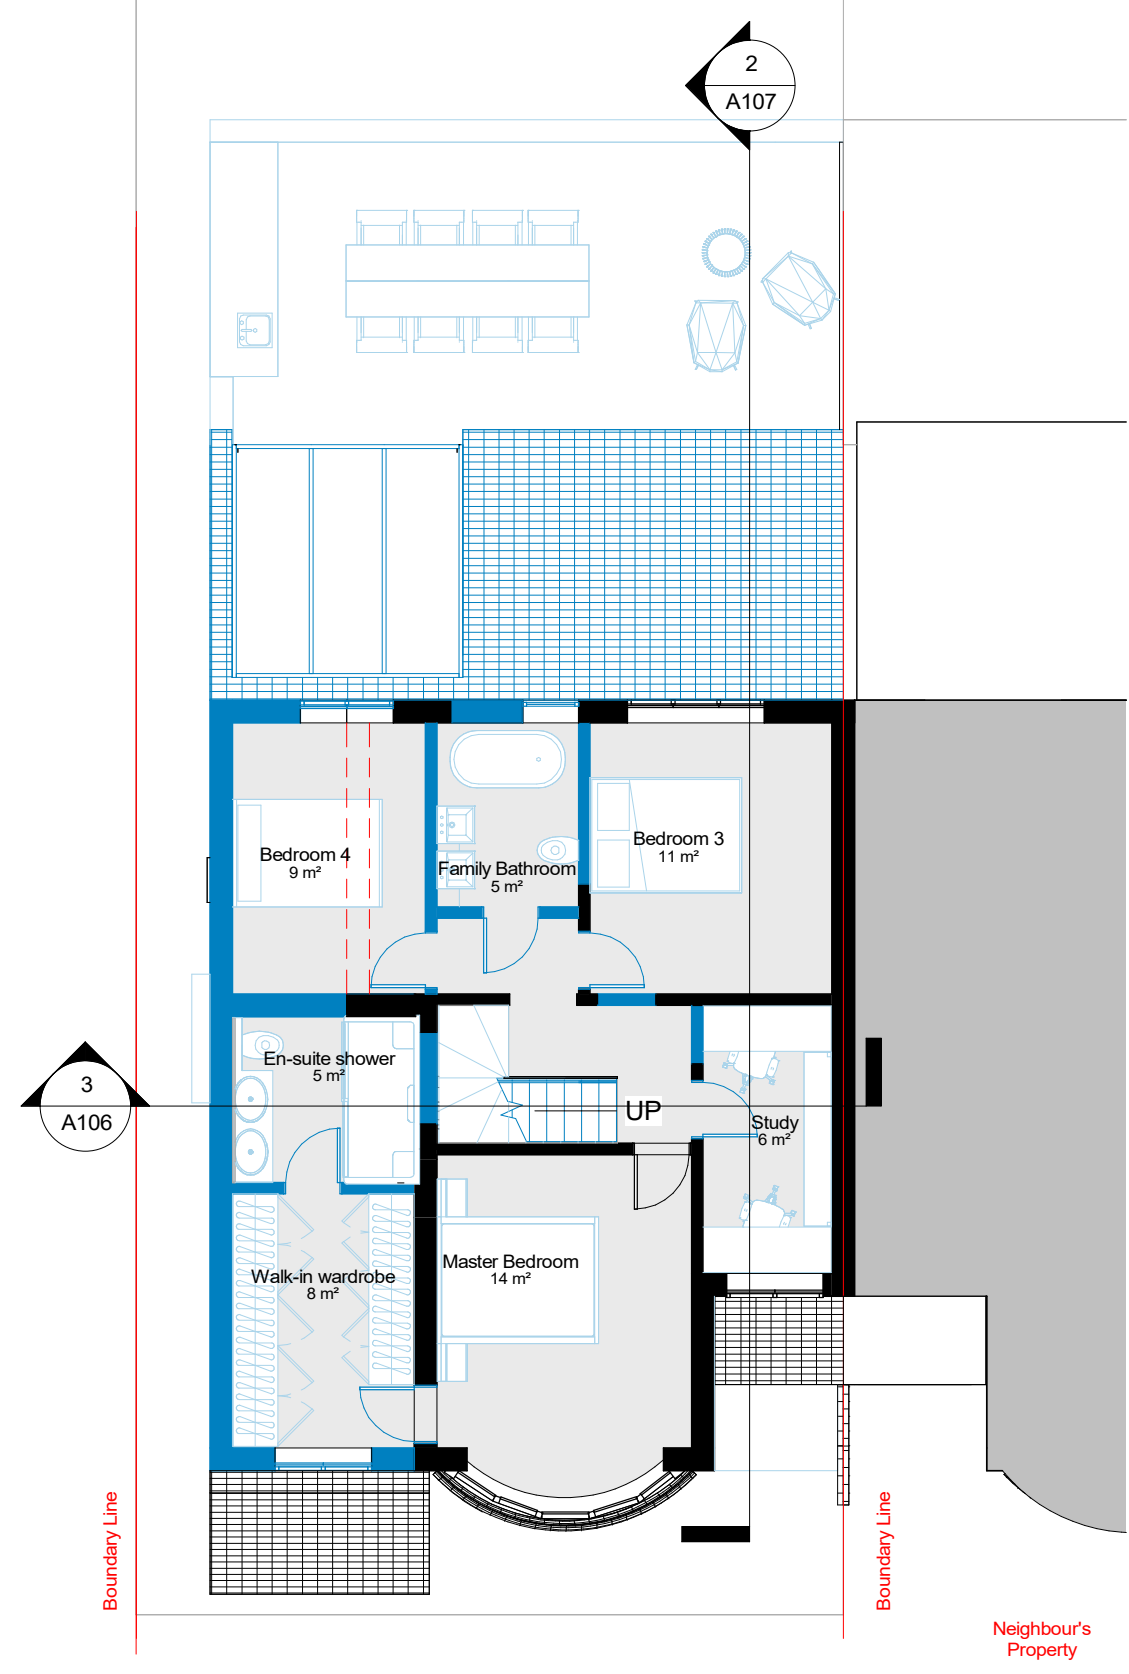 2
A107
Bedroom 4
9 m²
Family Bathroom
5 m²
Bedroom 3
11 m²
En-suite shower
5 m²
3
A106
UP
Study
6 m²
Master Bedroom
14 m²
Walk-in wardrobe
8 m²
Boundary Line
Boundary Line
Neighbour's
Property